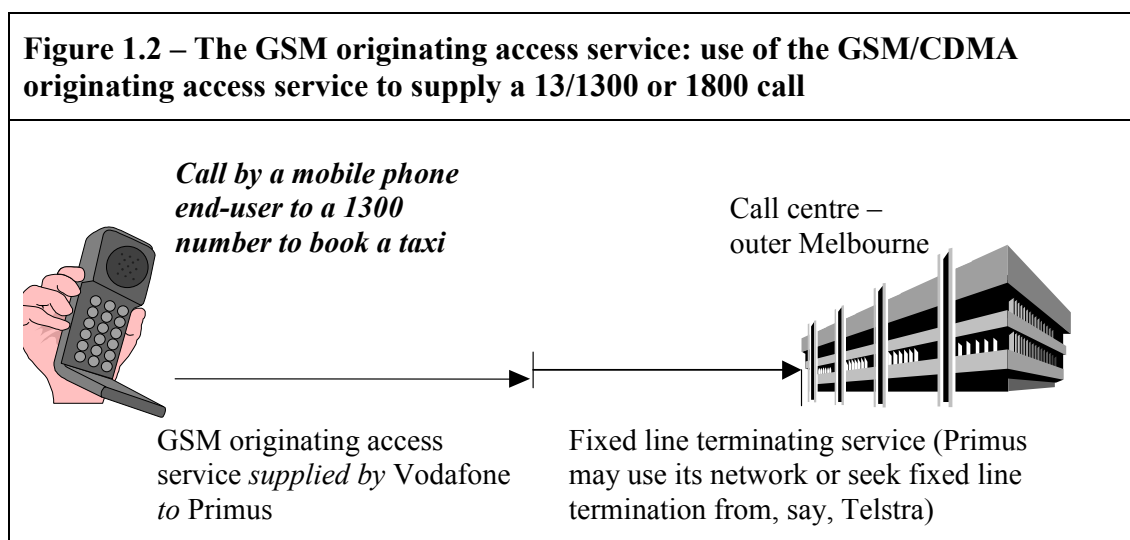 Figure 1.2 – The GSM originating access service: use of the GSM/CDMA
originating access service to supply a 13/1300 or 1800 call
Call by a mobile phone
end-user to a 1300
number to book a taxi
Call centre –
outer Melbourne
GSM originating access
service supplied by Vodafone
to Primus
Fixed line terminating service (Primus
may use its network or seek fixed line
termination from, say, Telstra)